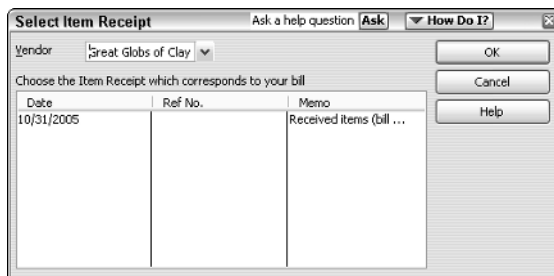 Select Item Receipt Ask a help question Ask How Do I?
Vendor Great Globs of Clay OK
Choose the Item Receipt which corresponds to your bill Cancel
Date Ref No. Memo Help
10/31/2005 Received items (bill ...